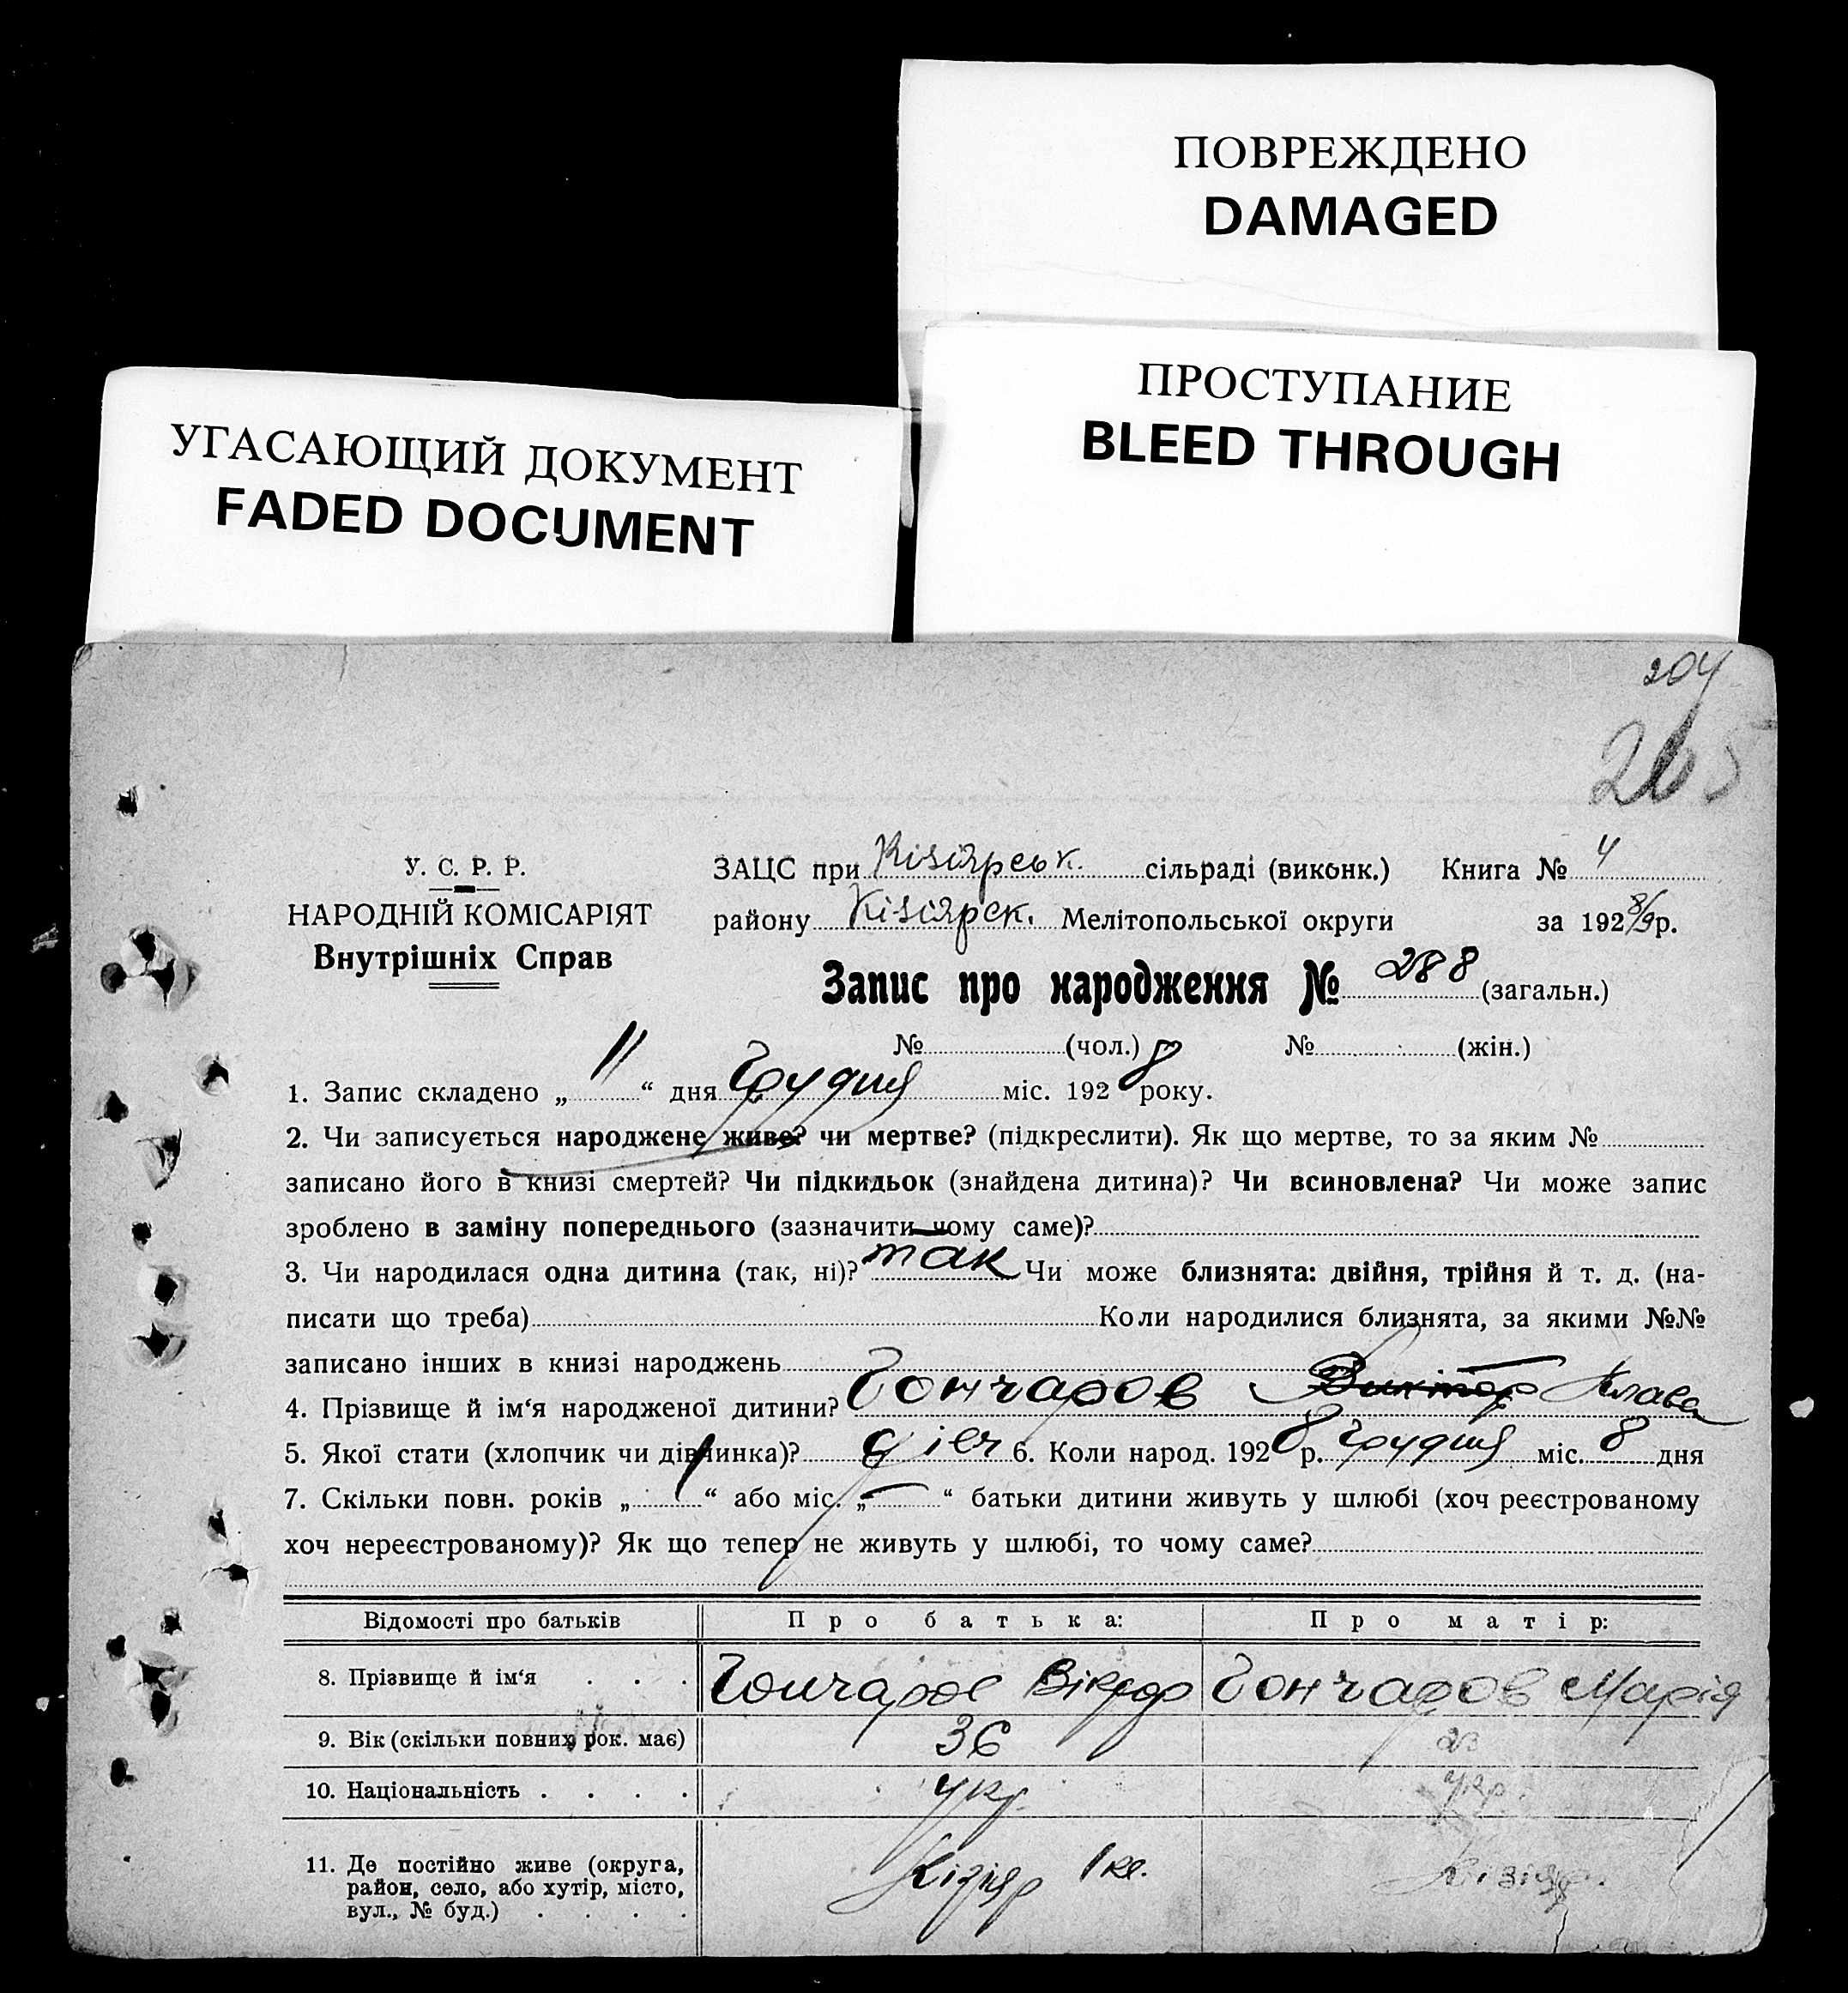 ПОВРЕЖДЕНО
DAMAGED
ПРОСТУПАНИЕ
BLEED THROUGH
УГАСАЮЩИЙ ДОКУМЕНТ
FADED DOCUMENT
204
265
У. С. Р. Р.
НАРОДНІЙ КОМІСАРІЯТ
Внутрішніх Справ
ЗАЦС при Кізіярськ. сільраді (виконк.) Книга № 4
району Кізіярск. Мелітопольської округи за 1928/9р.
Запис про народження № 288 (загальн.)
№ (чол.) № (жін.)
1. Запис складено „ 11 “ дня Грудня міс. 1928 року.
2. Чи записується народжене живе? чи мертве? (підкреслити). Як що мертве, то за яким №
записано його в книзі смертей? Чи підкидьок (знайдена дитина)? Чи всиновлена? Чи може запис
зроблено в заміну попереднього (зазначити чому саме)?
3. Чи народилася одна дитина (так, ні)? так Чи може близнята: двійня, трійня й т. д. (на-
писати що треба) Коли народилися близнята, за якими №№
записано інших в книзі народжень
4. Прізвище й ім‘я народженої дитини? Гончаров Виктор Клава
5. Якої стати (хлопчик чи дівчинка)? дівч 6. Коли народ. 1928 р. Грудня міс. 8 дня
7. Скільки повн. років „ 1 “ або міс. „ — “ батьки дитини живуть у шлюбі (хоч реєстрованому
хоч нереєстрованому)? Як що тепер не живуть у шлюбі, то чому саме?
Відомості про батьків Про батька: Про матір:
8. Прізвище й ім‘я . . . Гончаров Віктор Гончаров Марія
9. Вік (скільки повних рок. має) 36 23
10. Національність . . . . укр. укр.
11. Де постійно живе (округа,
район, село, або хутір, місто,
вул., № буд.) . . . . Кізіяр Кізіяр.